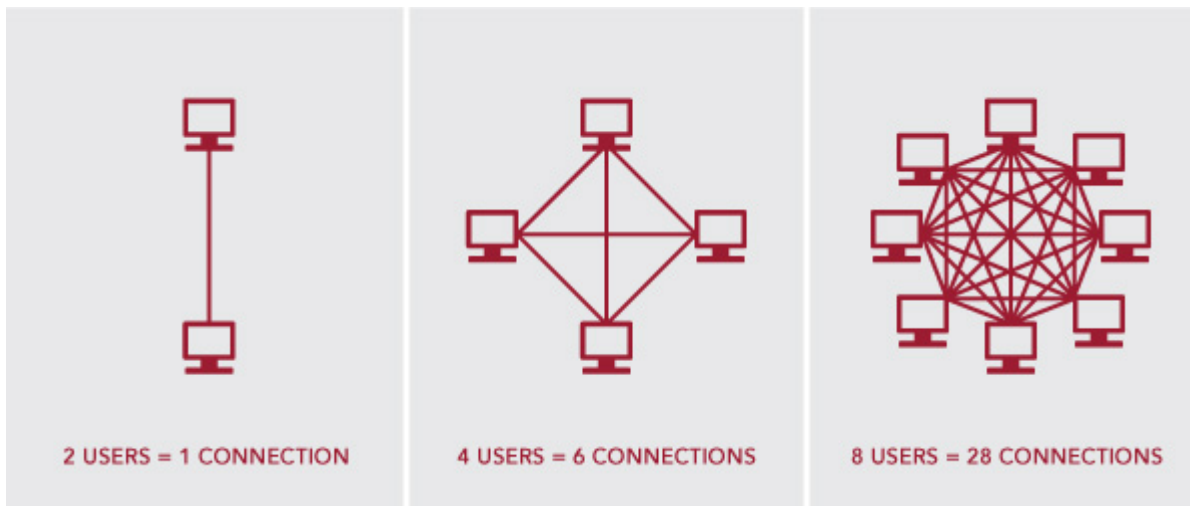 2 USERS = 1 CONNECTION
4 USERS = 6 CONNECTIONS
8 USERS = 28 CONNECTIONS